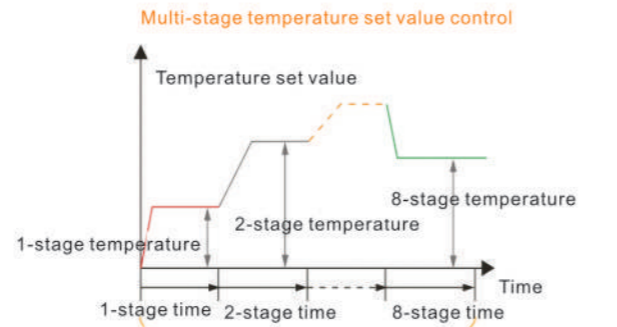 Multi-stage temperature set value control
Temperature set value
8-stage temperature
2-stage temperature
1-stage temperature
Time
1-stage time 2-stage time 8-stage time